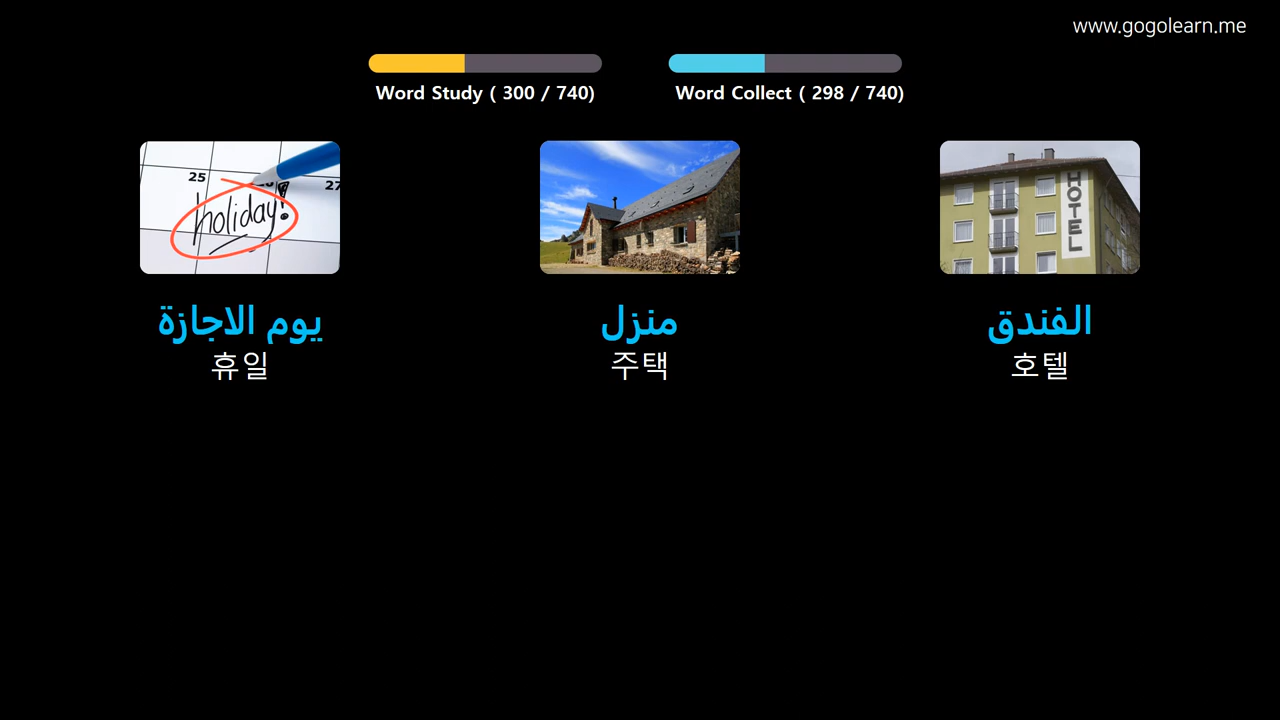 www.gogolearn.me
Word Study ( 300 / 740)
Word Collect ( 298 / 740)
25
27
holiday!
HOTEL
يوم الاجازة
منزل
الفندق
휴일
주택
호텔